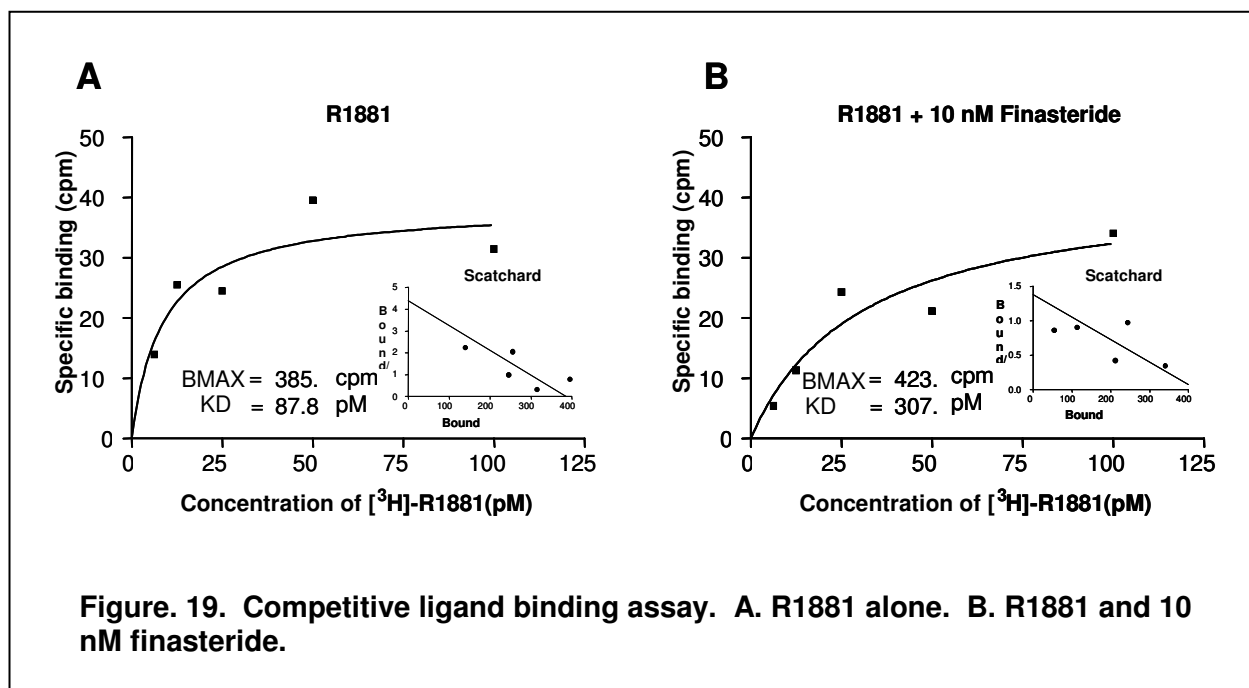 A
R1881
Specific binding (cpm)
50
40
30
20
10
0
0 25 50 75 100 125
Concentration of [³H]-R1881(pM)
BMAX = 385. cpm
KD = 87.8 pM
Scatchard
Bound/
5
4
3
2
1
0
0 100 200 300 400
Bound
B
R1881 + 10 nM Finasteride
Specific binding (cpm)
50
40
30
20
10
0
0 25 50 75 100 125
Concentration of [³H]-R1881(pM)
BMAX = 423. cpm
KD = 307. pM
Scatchard
Bound/
1.5
1.0
0.5
0.0
0 100 200 300 400
Bound
Figure. 19. Competitive ligand binding assay. A. R1881 alone. B. R1881 and 10
nM finasteride.